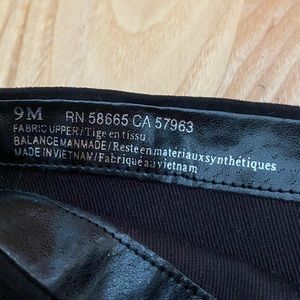 9M RN 58665 CA 57963
FABRIC UPPER/Tige en tissu
BALANCE MANMADE/Reste en matériaux synthétiques
MADE IN VIETNAM/Fabriqué au vietnam